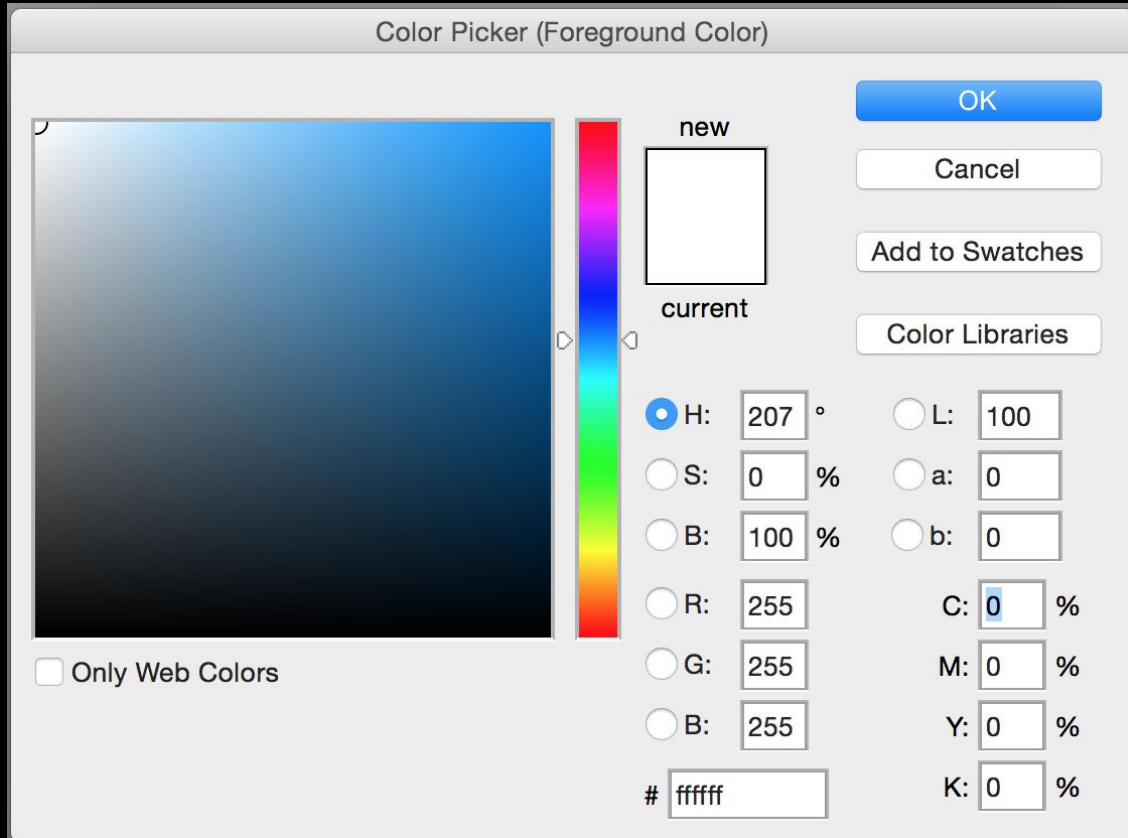 Color Picker (Foreground Color)
OK
new
Cancel
Add to Swatches
current
Color Libraries
H: 207 °
L: 100
S: 0 %
a: 0
B: 100 %
b: 0
R: 255
C: 0 %
G: 255
M: 0 %
B: 255
Y: 0 %
# ffffff
K: 0 %
Only Web Colors